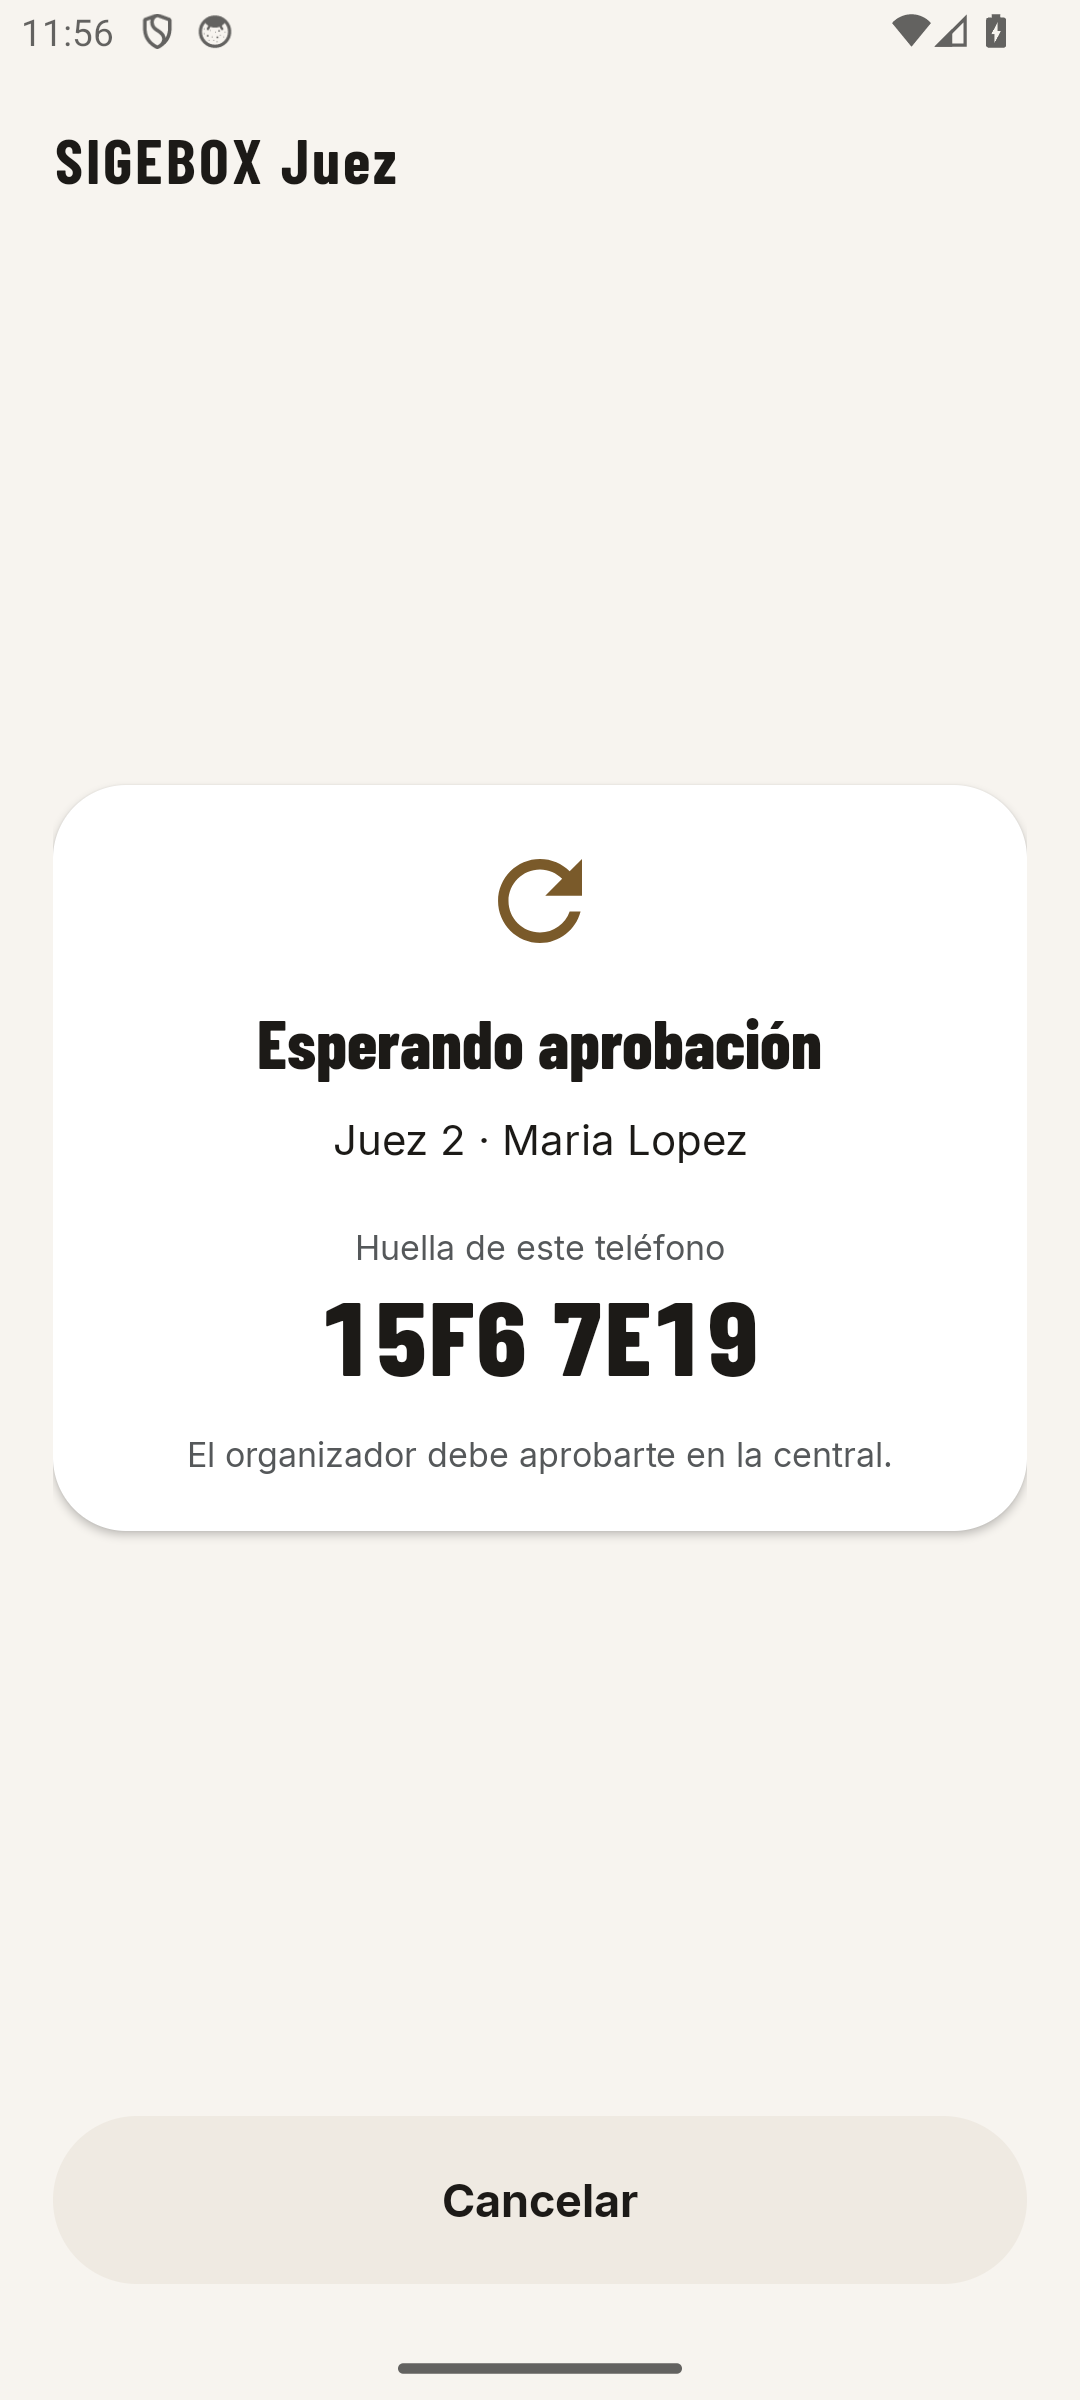 11:56
SIGEBOX Juez
Esperando aprobación
Juez 2 · Maria Lopez
Huella de este teléfono
15F6 7E19
El organizador debe aprobarte en la central.
Cancelar